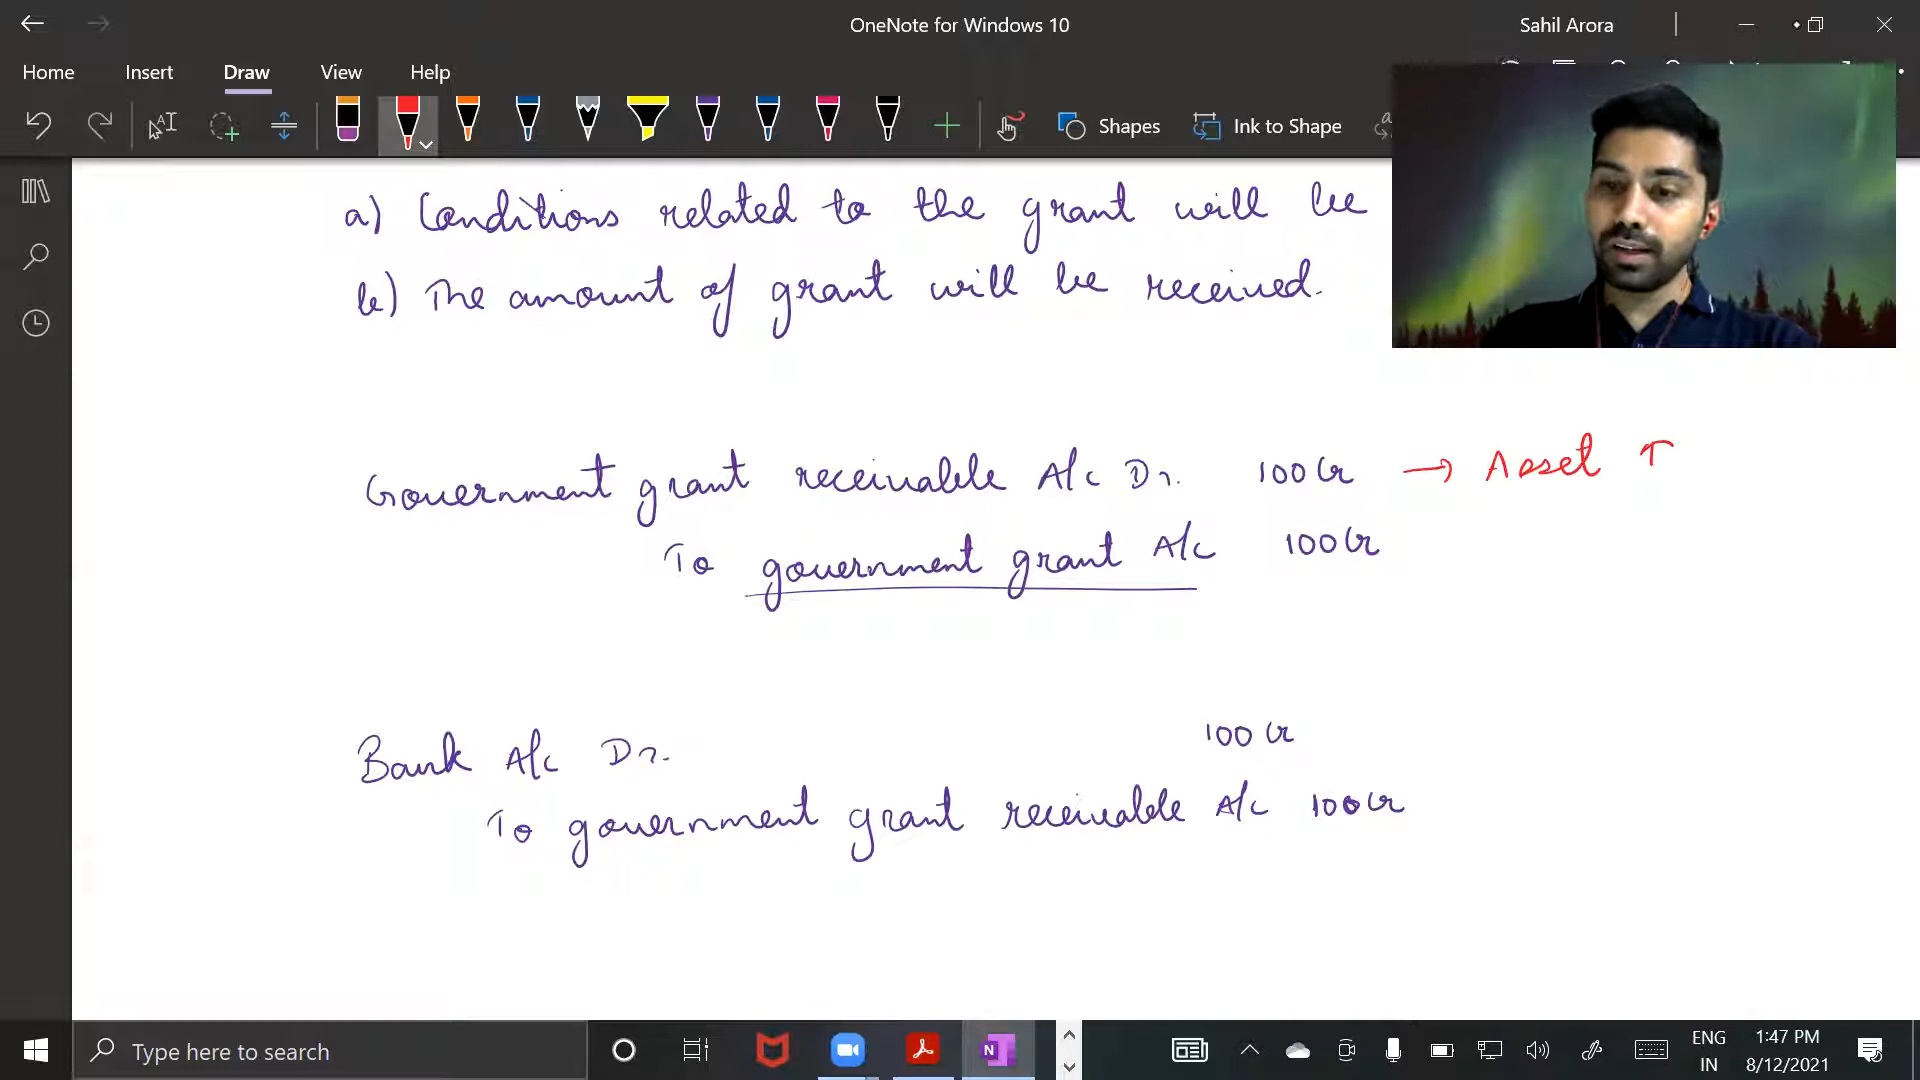 OneNote for Windows 10
Sahil Arora
Home Insert Draw View Help
Shapes
Ink to Shape
a) Conditions related to the grant will be
b) The amount of grant will be received.
Government grant receivable A/c Dr. 100 Cr → Asset ↑
To government grant A/c 100 Cr
Bank A/c Dr. 100 Cr
To government grant receivable A/c 100 Cr
Type here to search
ENG
IN
1:47 PM
8/12/2021